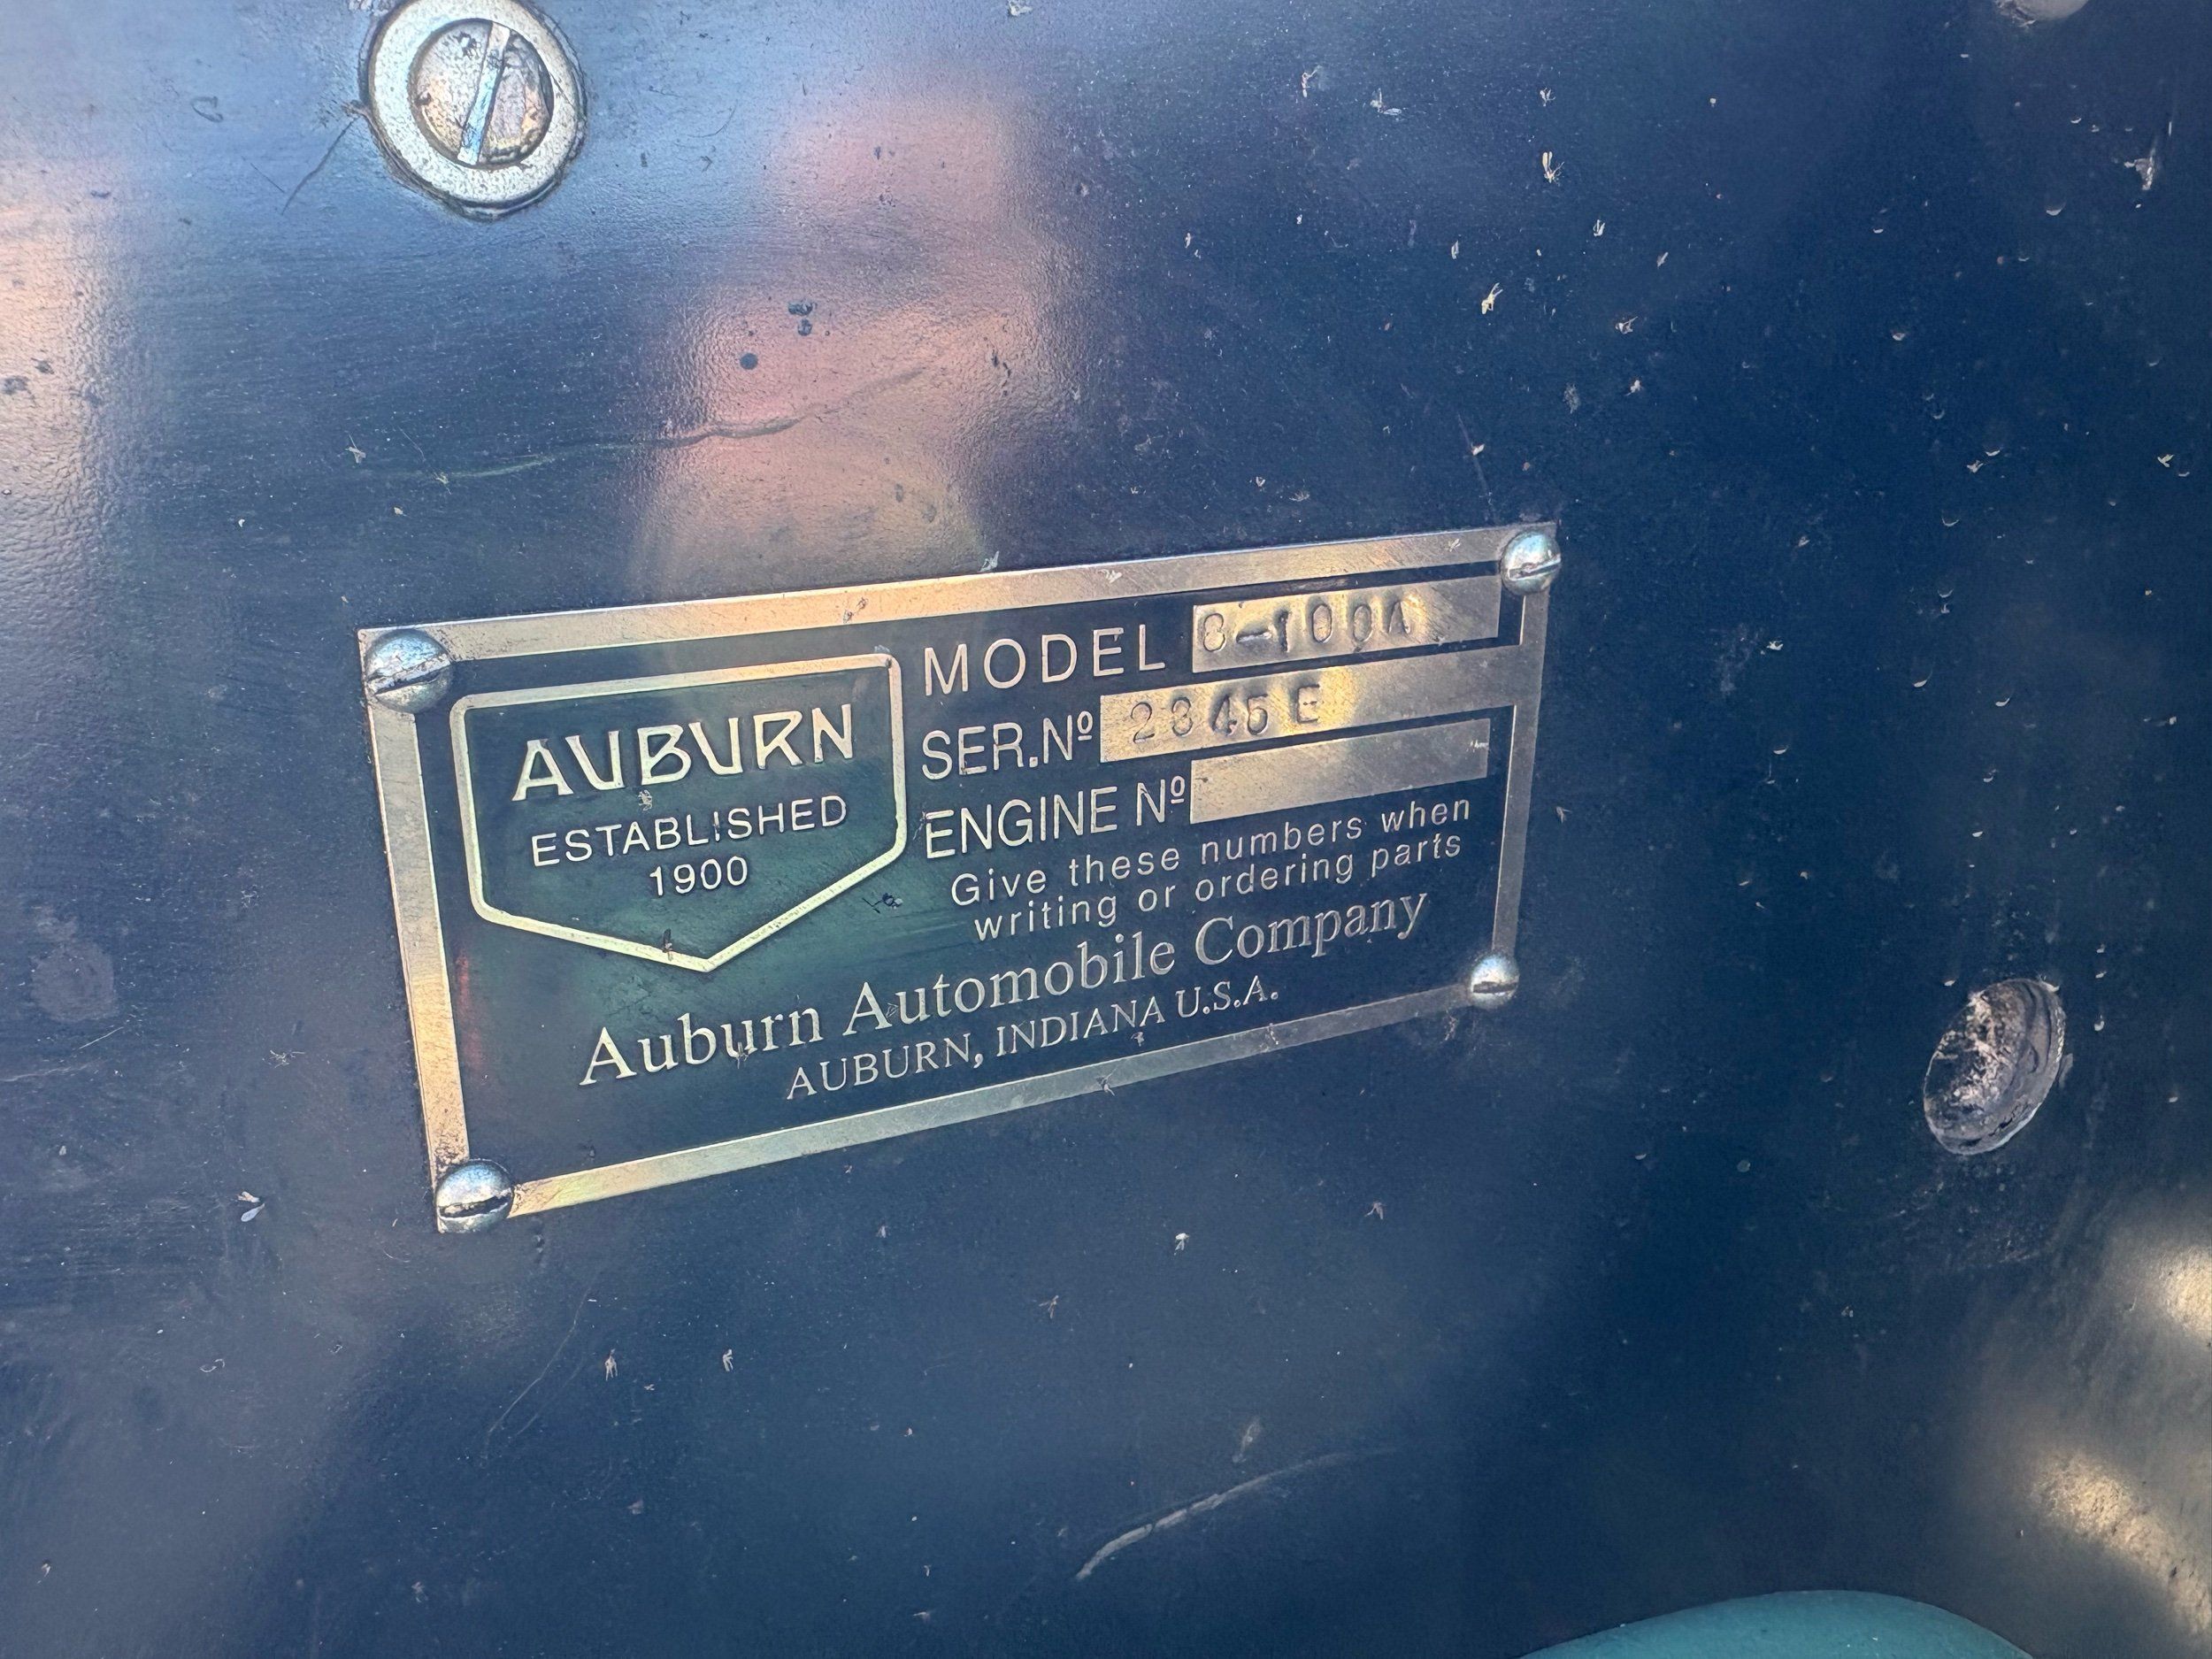 AUBURN
ESTABLISHED
1900
MODEL 8-100A
SER.Nº 2345 E
ENGINE Nº
Give these numbers when
writing or ordering parts
Auburn Automobile Company
AUBURN, INDIANA U.S.A.